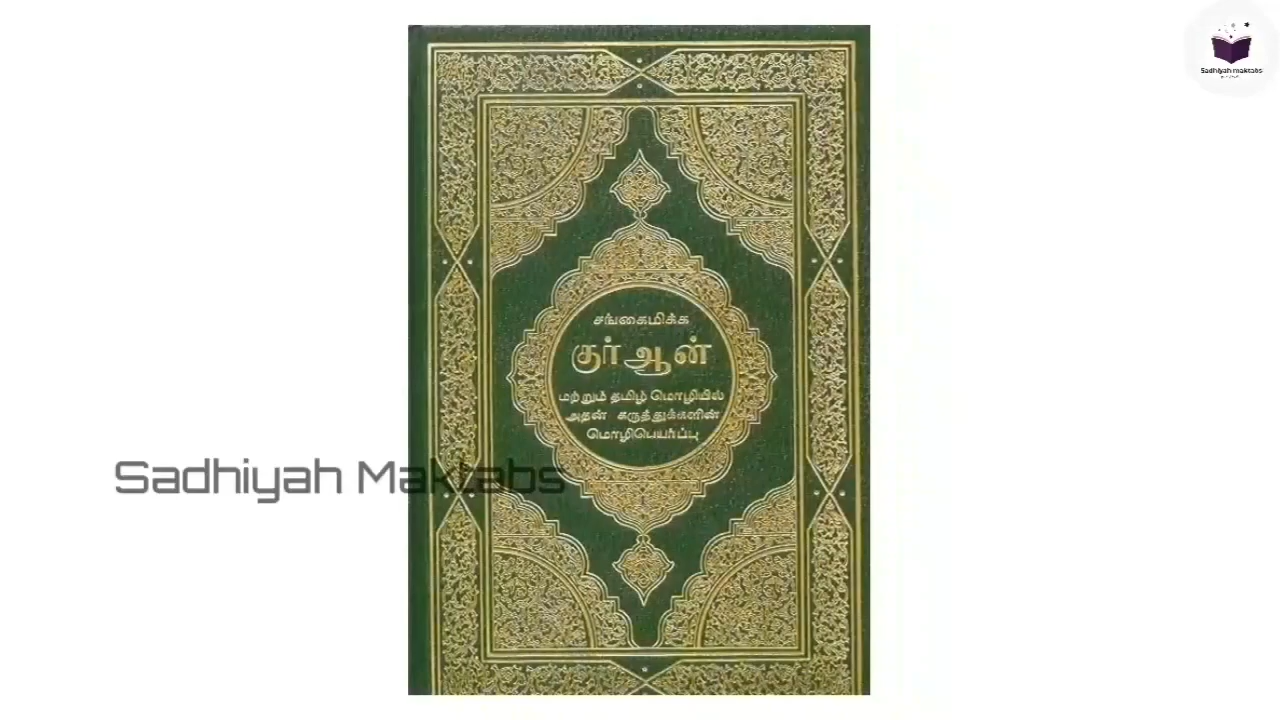 Sadhiyah maktabs
சங்கைமிக்க
குர்ஆன்
மற்றும் தமிழ் மொழியில்
அதன் கருத்துக்களின்
மொழிபெயர்ப்பு
Sadhiyah Maktabs